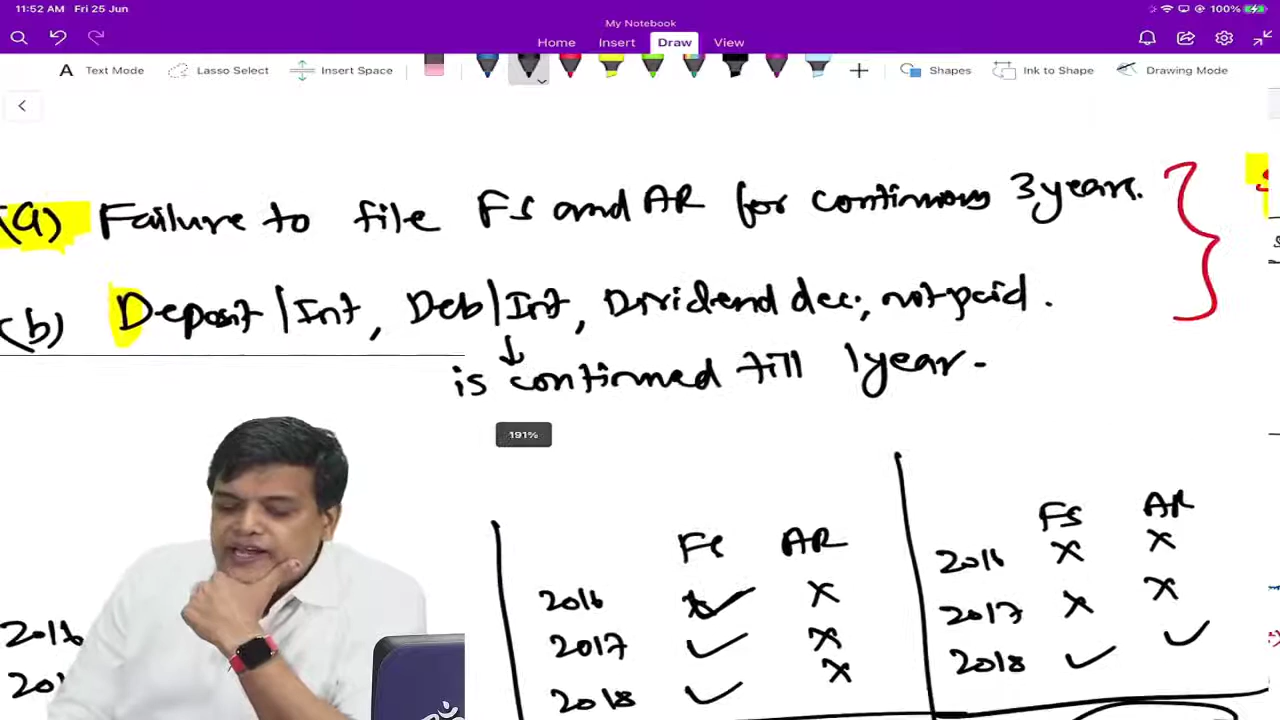 11:52 AM Fri 25 Jun
100%
My Notebook
Home Insert Draw View
A Text Mode Lasso Select Insert Space Shapes Ink to Shape Drawing Mode
(a) Failure to file FS and AR for continuous 3 years.
(b) Deposit/Int, Deb/Int, Dividend dec; not paid.
↓
is continued till 1 year.
191%
FS AR
2016 ✓ ×
2017 ✓ ×
2018 ✓ ×
FS AR
2016 × ×
2017 × ×
2018 ✓ ✓
2016